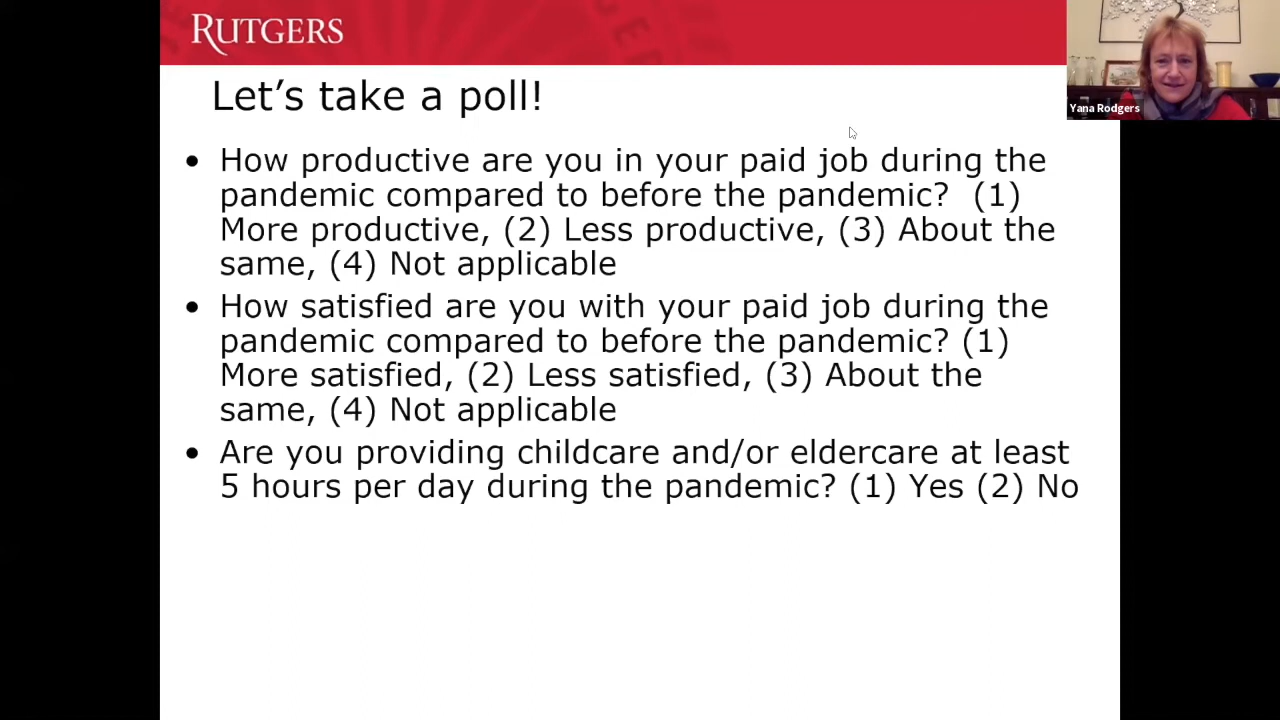 RUTGERS
Yana Rodgers
Let's take a poll!
• How productive are you in your paid job during the
pandemic compared to before the pandemic?  (1)
More productive, (2) Less productive, (3) About the
same, (4) Not applicable
• How satisfied are you with your paid job during the
pandemic compared to before the pandemic? (1)
More satisfied, (2) Less satisfied, (3) About the
same, (4) Not applicable
• Are you providing childcare and/or eldercare at least
5 hours per day during the pandemic? (1) Yes (2) No